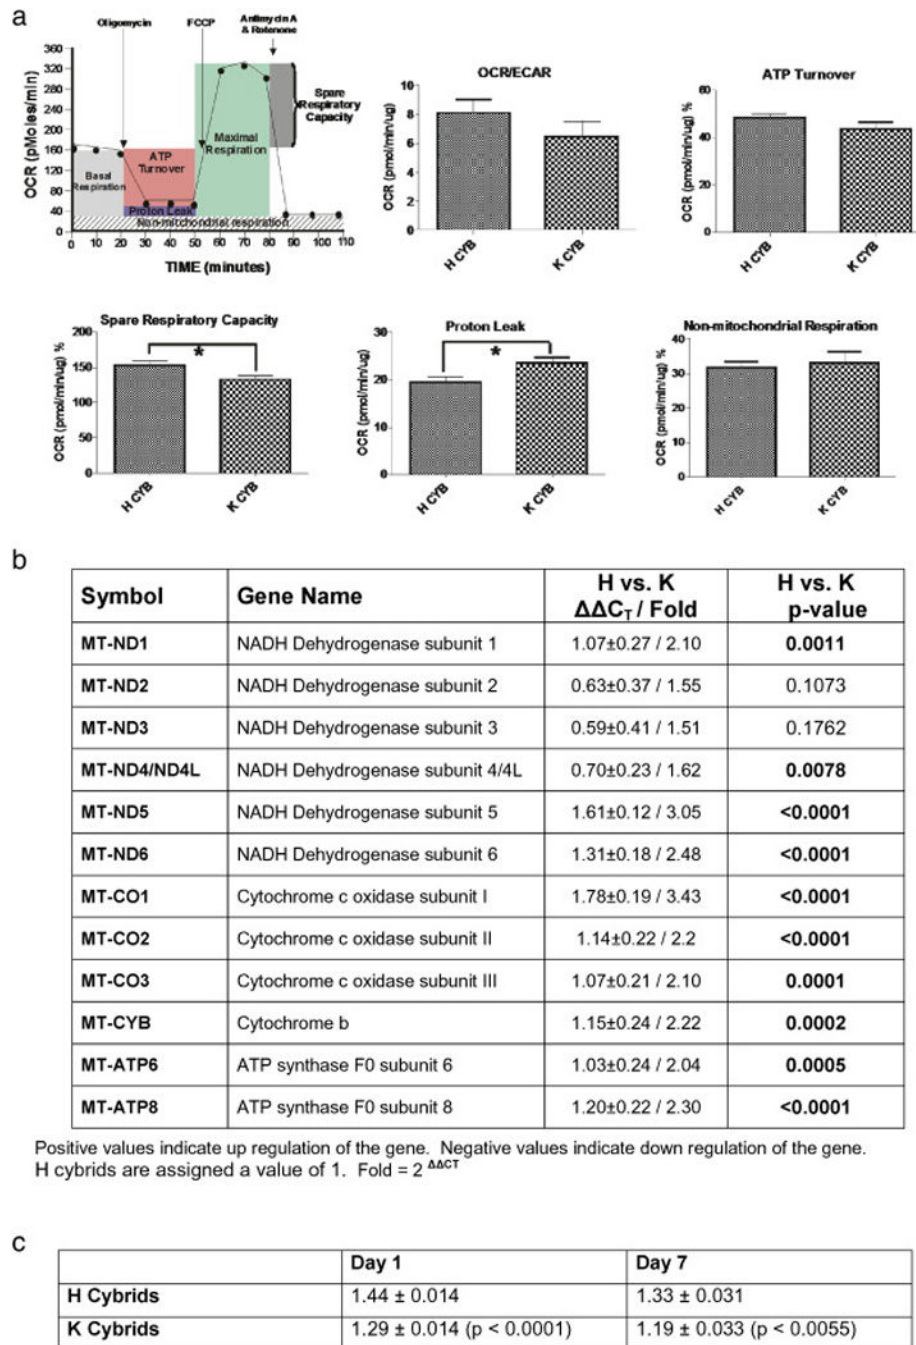 a
Oligomycin FCCP Antimycin A
& Rotenone
OCR (pMoles/min)
360
320
280
240
200
160
120
80
40
0
Basal
Respiration
ATP
Turnover
Proton Leak
Maximal
Respiration
Spare
Respiratory
Capacity
Non-mitchondrial respiration
0 10 20 30 40 50 60 70 80 90 100 110
TIME (minutes)
OCR/ECAR
OCR (pmol/min/ug)
10
8
6
4
2
0
H CYB
K CYB
ATP Turnover
OCR (pmol/min/ug) %
60
40
20
0
H CYB
K CYB
Spare Respiratory Capacity
OCR (pmol/min/ug) %
200
150
100
50
0
*
H CYB
K CYB
Proton Leak
OCR (pmol/min/ug)
30
20
10
0
*
H CYB
K CYB
Non-mitochondrial Respiration
OCR (pmol/min/ug) %
40
30
20
10
0
H CYB
K CYB
b
Symbol Gene Name H vs. K ΔΔCT / Fold H vs. K p-value
MT-ND1 NADH Dehydrogenase subunit 1 1.07±0.27 / 2.10 0.0011
MT-ND2 NADH Dehydrogenase subunit 2 0.63±0.37 / 1.55 0.1073
MT-ND3 NADH Dehydrogenase subunit 3 0.59±0.41 / 1.51 0.1762
MT-ND4/ND4L NADH Dehydrogenase subunit 4/4L 0.70±0.23 / 1.62 0.0078
MT-ND5 NADH Dehydrogenase subunit 5 1.61±0.12 / 3.05 <0.0001
MT-ND6 NADH Dehydrogenase subunit 6 1.31±0.18 / 2.48 <0.0001
MT-CO1 Cytochrome c oxidase subunit I 1.78±0.19 / 3.43 <0.0001
MT-CO2 Cytochrome c oxidase subunit II 1.14±0.22 / 2.2 <0.0001
MT-CO3 Cytochrome c oxidase subunit III 1.07±0.21 / 2.10 0.0001
MT-CYB Cytochrome b 1.15±0.24 / 2.22 0.0002
MT-ATP6 ATP synthase F0 subunit 6 1.03±0.24 / 2.04 0.0005
MT-ATP8 ATP synthase F0 subunit 8 1.20±0.22 / 2.30 <0.0001
Positive values indicate up regulation of the gene. Negative values indicate down regulation of the gene.
H cybrids are assigned a value of 1. Fold = 2 ΔΔCT
c
Day 1 Day 7
H Cybrids 1.44 ± 0.014 1.33 ± 0.031
K Cybrids 1.29 ± 0.014 (p < 0.0001) 1.19 ± 0.033 (p < 0.0055)